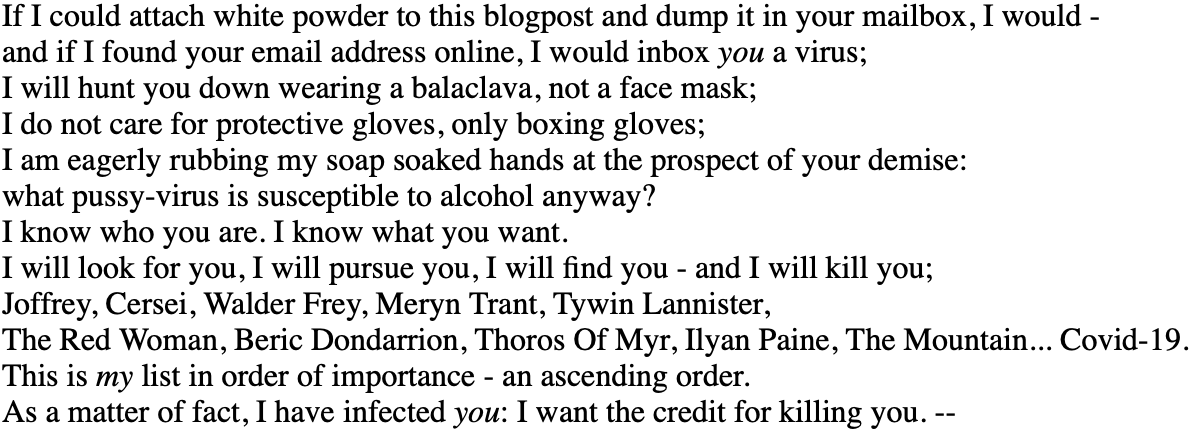 If I could attach white powder to this blogpost and dump it in your mailbox, I would -
and if I found your email address online, I would inbox you a virus;
I will hunt you down wearing a balaclava, not a face mask;
I do not care for protective gloves, only boxing gloves;
I am eagerly rubbing my soap soaked hands at the prospect of your demise:
what pussy-virus is susceptible to alcohol anyway?
I know who you are. I know what you want.
I will look for you, I will pursue you, I will find you - and I will kill you;
Joffrey, Cersei, Walder Frey, Meryn Trant, Tywin Lannister,
The Red Woman, Beric Dondarrion, Thoros Of Myr, Ilyan Paine, The Mountain... Covid-19.
This is my list in order of importance - an ascending order.
As a matter of fact, I have infected you: I want the credit for killing you. --